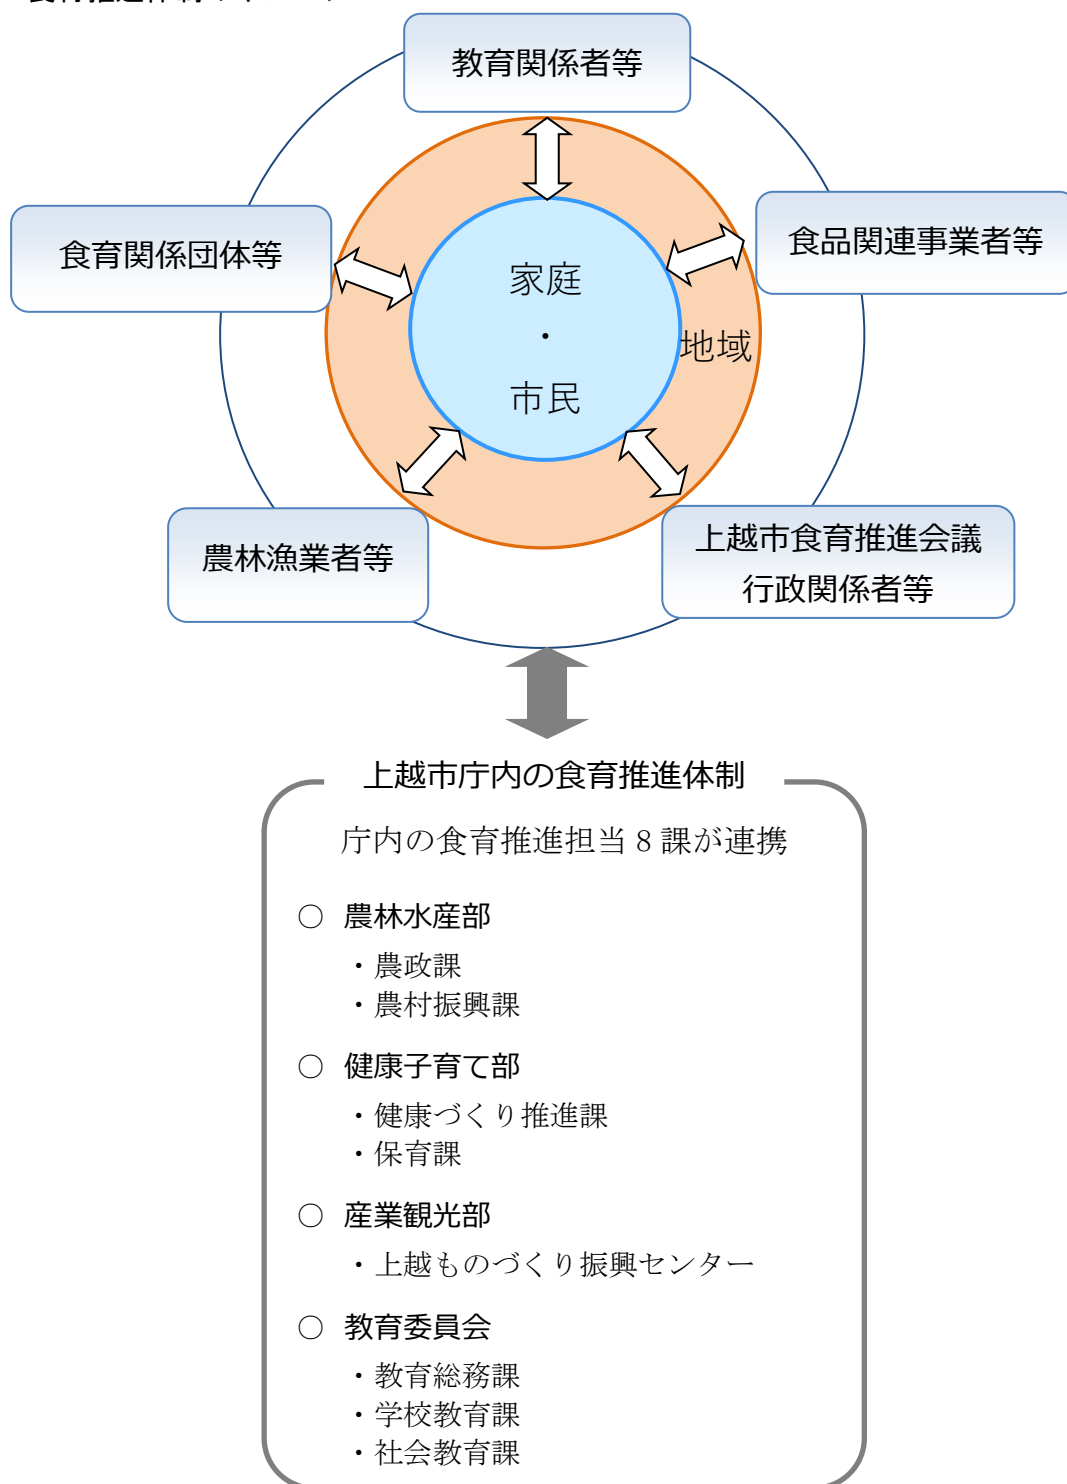 教育関係者等
食育関係団体等
食品関連事業者等
家庭
・
市民
地域
農林漁業者等
上越市食育推進会議
行政関係者等
上越市庁内の食育推進体制
庁内の食育推進担当８課が連携
○ 農林水産部
・農政課
・農村振興課
○ 健康子育て部
・健康づくり推進課
・保育課
○ 産業観光部
・上越ものづくり振興センター
○ 教育委員会
・教育総務課
・学校教育課
・社会教育課